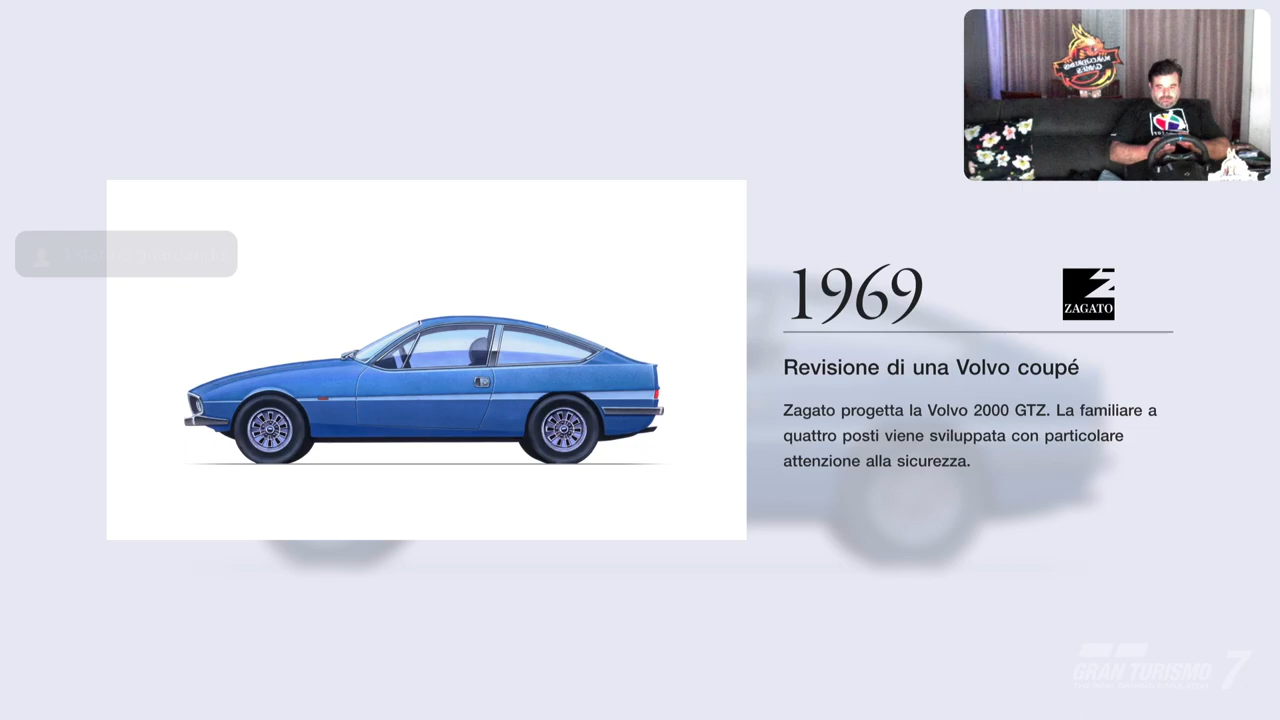 1969
ZAGATO
Revisione di una Volvo coupé
Zagato progetta la Volvo 2000 GTZ. La familiare a
quattro posti viene sviluppata con particolare
attenzione alla sicurezza.
GRAN TURISMO 7